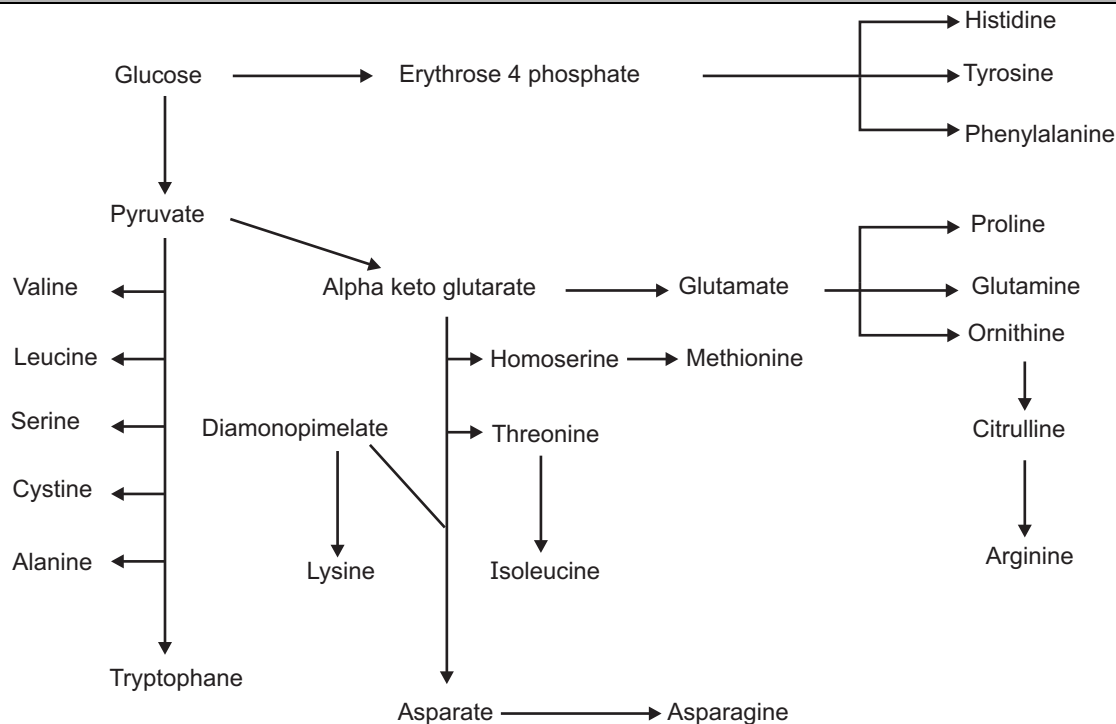 Histidine
Glucose
Erythrose 4 phosphate
Tyrosine
Phenylalanine
Pyruvate
Proline
Valine
Alpha keto glutarate
Glutamate
Glutamine
Leucine
Homoserine
Methionine
Ornithine
Serine
Diamonopimelate
Threonine
Citrulline
Cystine
Alanine
Lysine
Isoleucine
Arginine
Tryptophane
Asparate
Asparagine